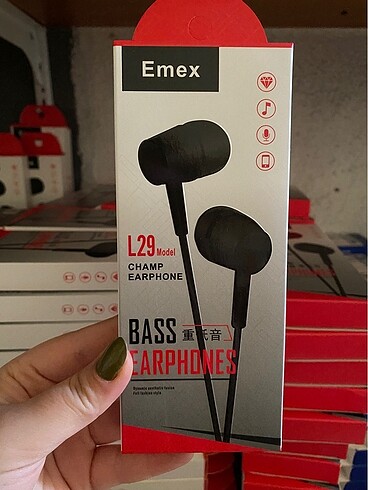 Emex
L29 Model
CHAMP
EARPHONE
BASS 重低音
EARPHONES